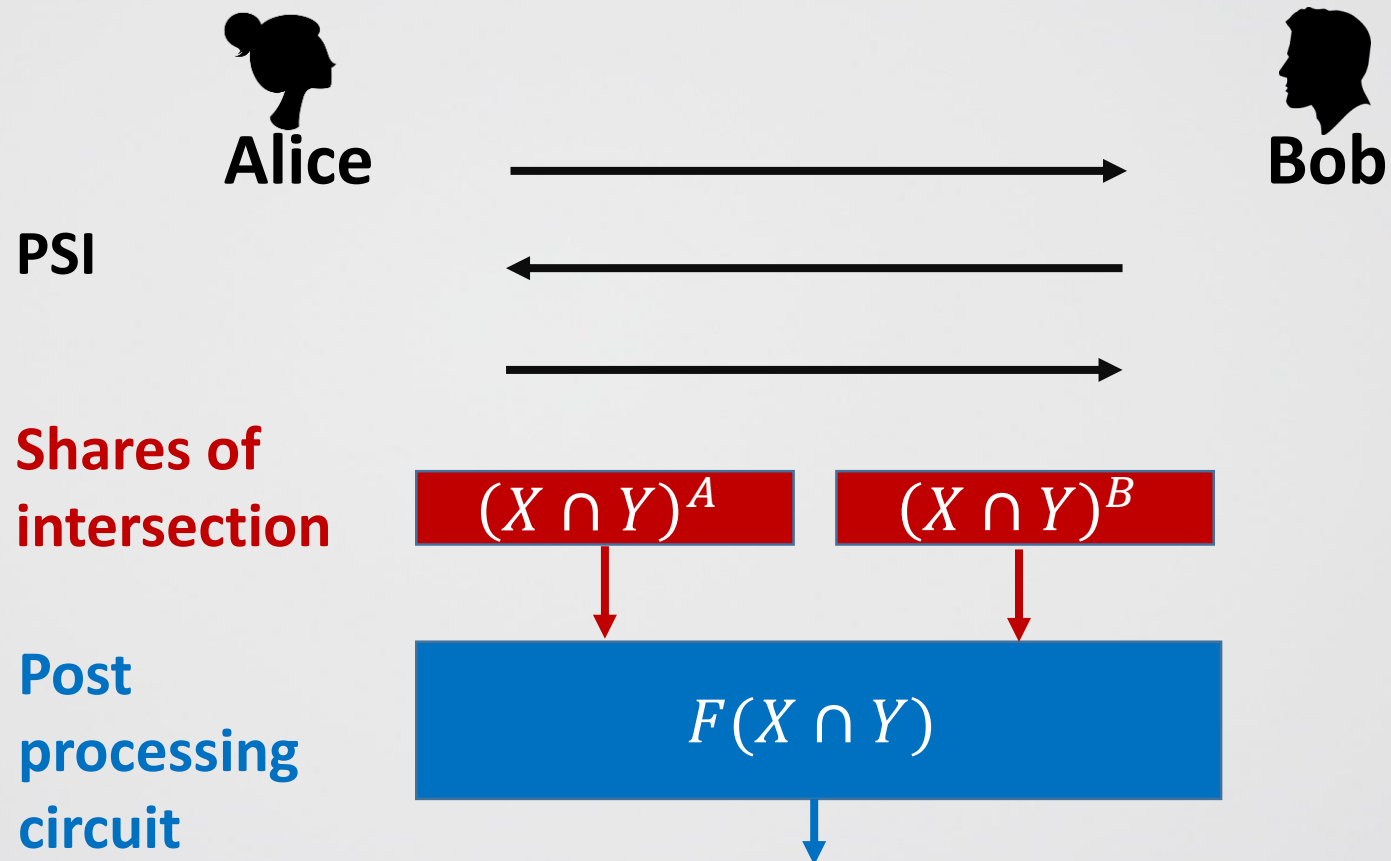 Alice
Bob
PSI
Shares of
intersection
(X ∩ Y)^A
(X ∩ Y)^B
Post
processing
circuit
F(X ∩ Y)